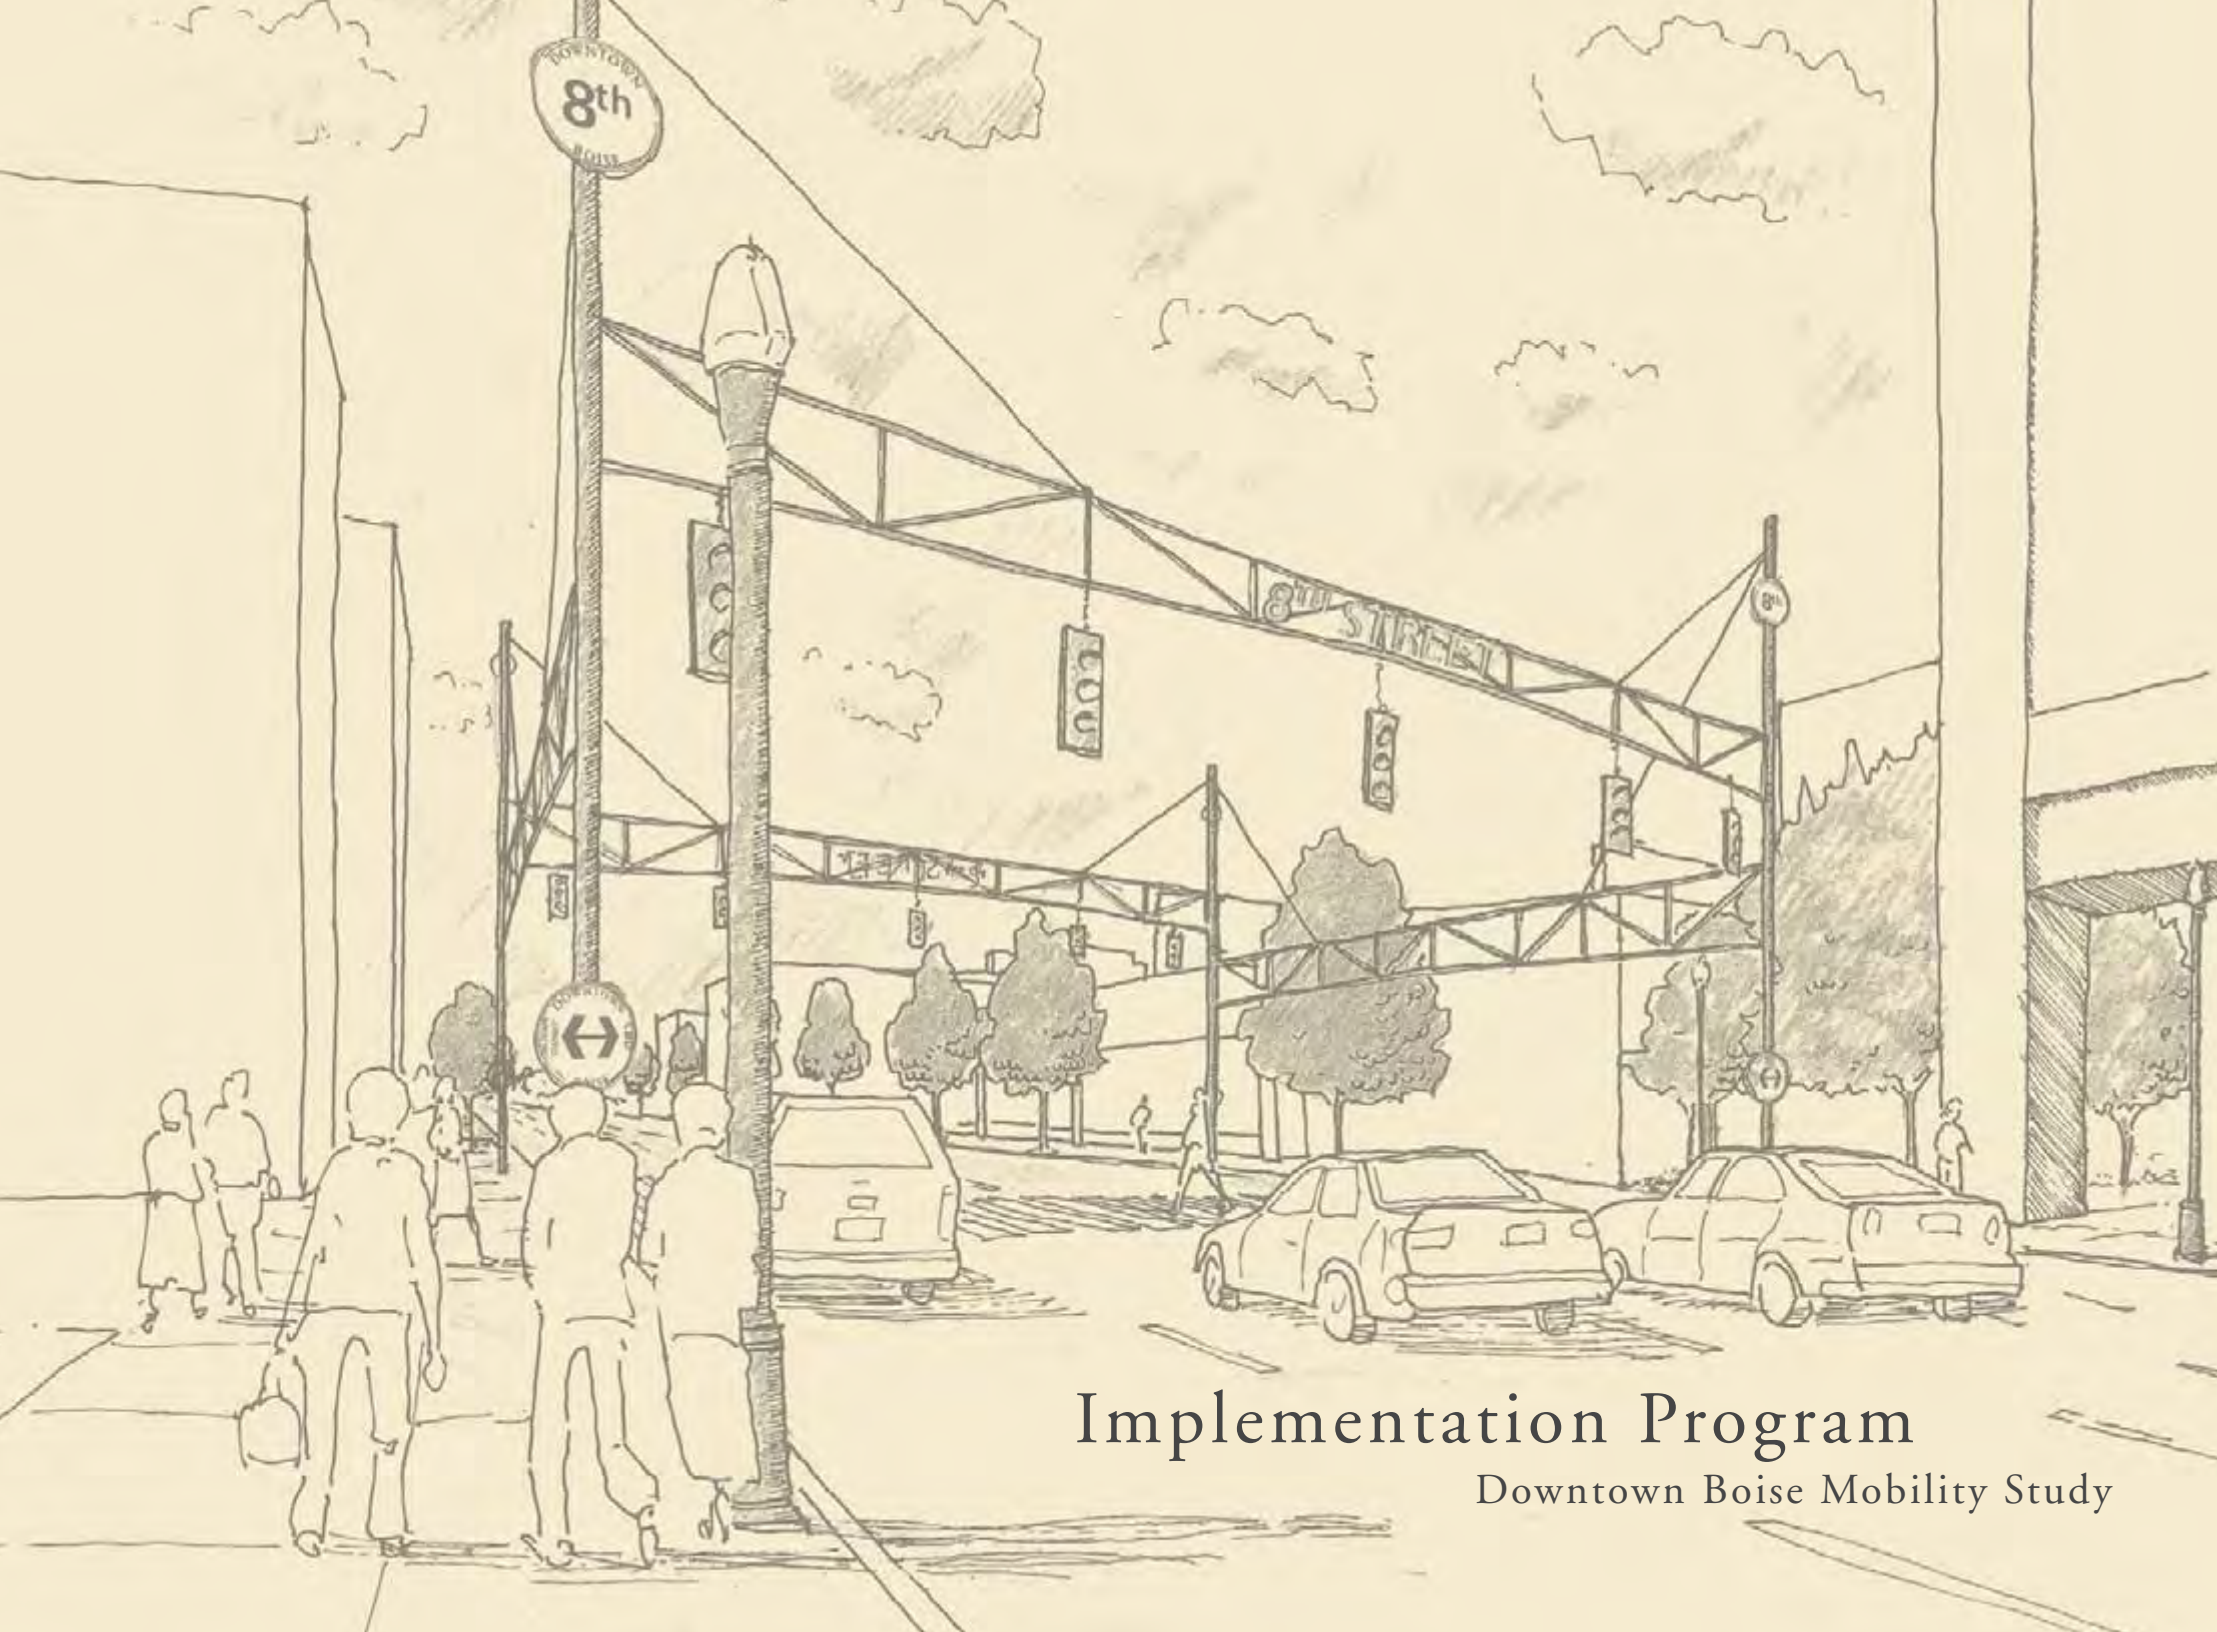 DOWNTOWN
8th
BOISE
8TH STREET
8th
Implementation Program
Downtown Boise Mobility Study